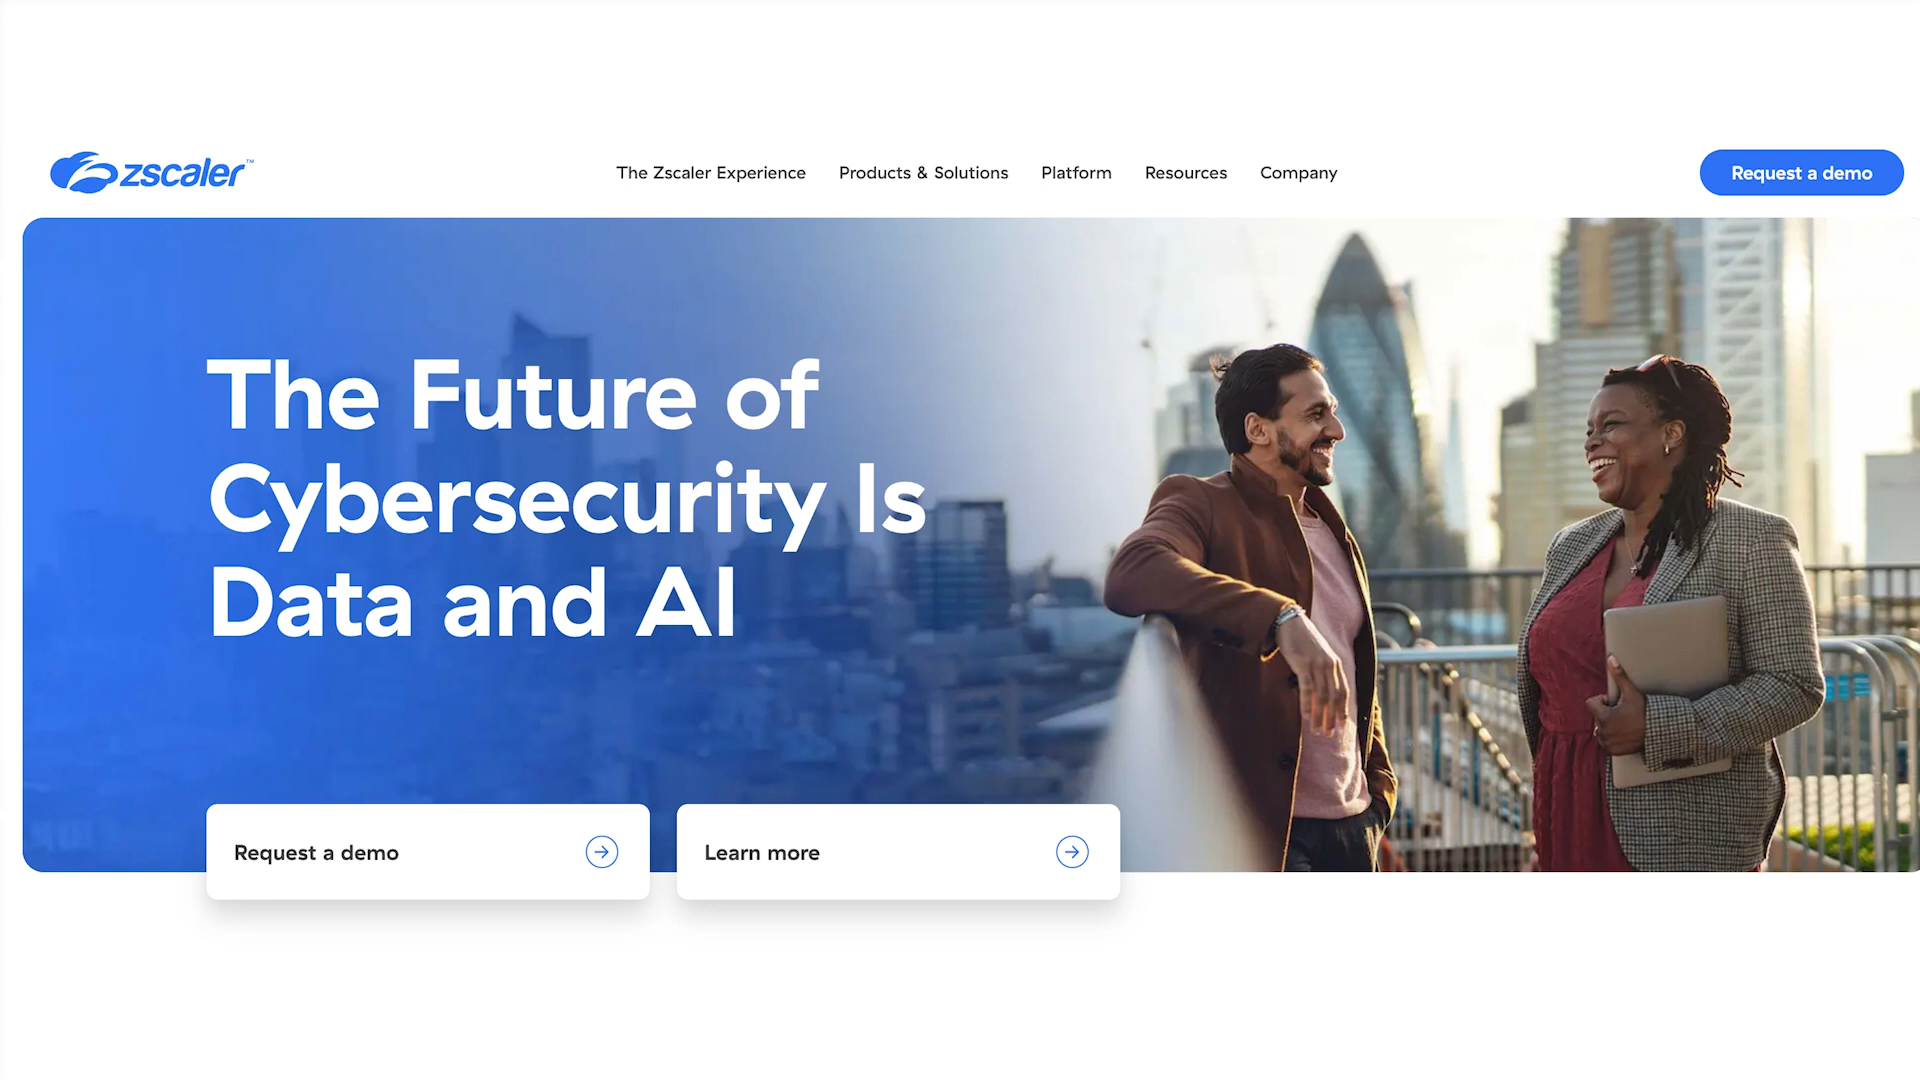 zscaler™
The Zscaler Experience
Products & Solutions
Platform
Resources
Company
Request a demo
The Future of
Cybersecurity Is
Data and AI
Request a demo
Learn more